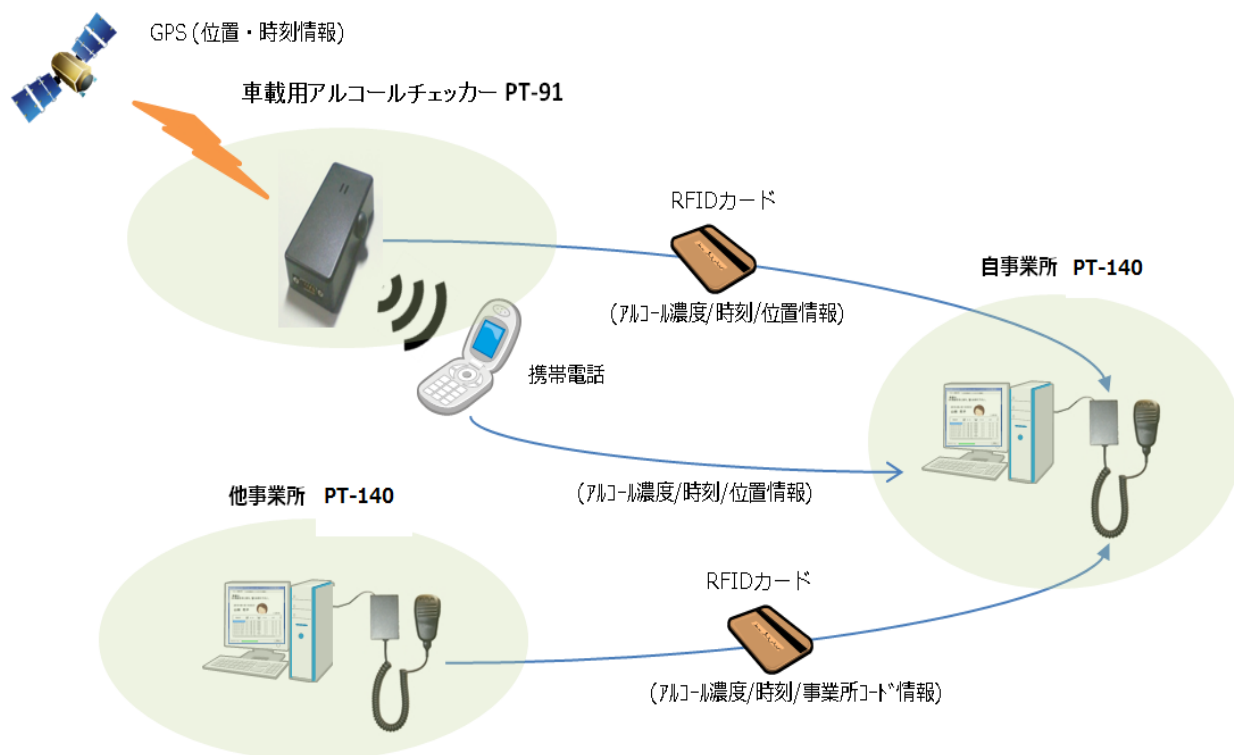 GPS (位置・時刻情報)
車載用アルコールチェッカー PT-91
RFIDカード
(ｱﾙｺｰﾙ濃度/時刻/位置情報)
自事業所 PT-140
携帯電話
(ｱﾙｺｰﾙ濃度/時刻/位置情報)
他事業所 PT-140
RFIDカード
(ｱﾙｺｰﾙ濃度/時刻/事業所ｺｰﾄﾞ情報)